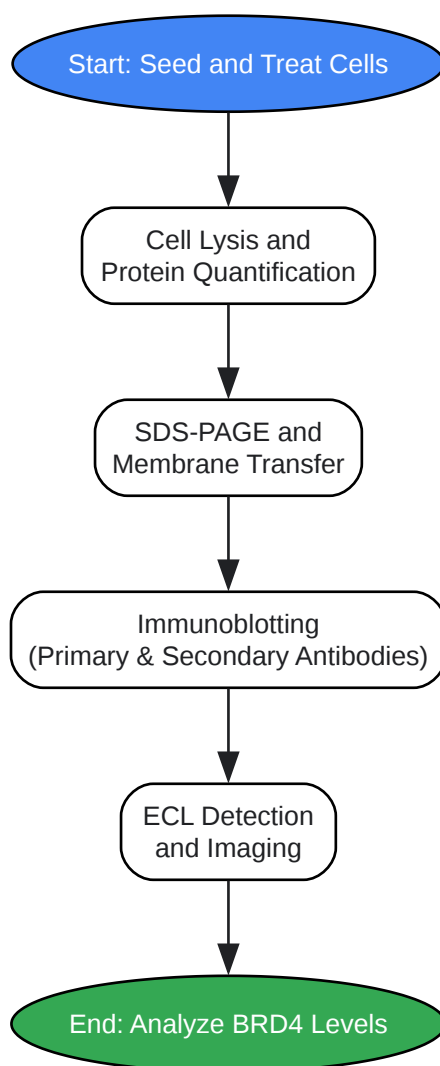 Start: Seed and Treat Cells
Cell Lysis and
Protein Quantification
SDS-PAGE and
Membrane Transfer
Immunoblotting
(Primary & Secondary Antibodies)
ECL Detection
and Imaging
End: Analyze BRD4 Levels